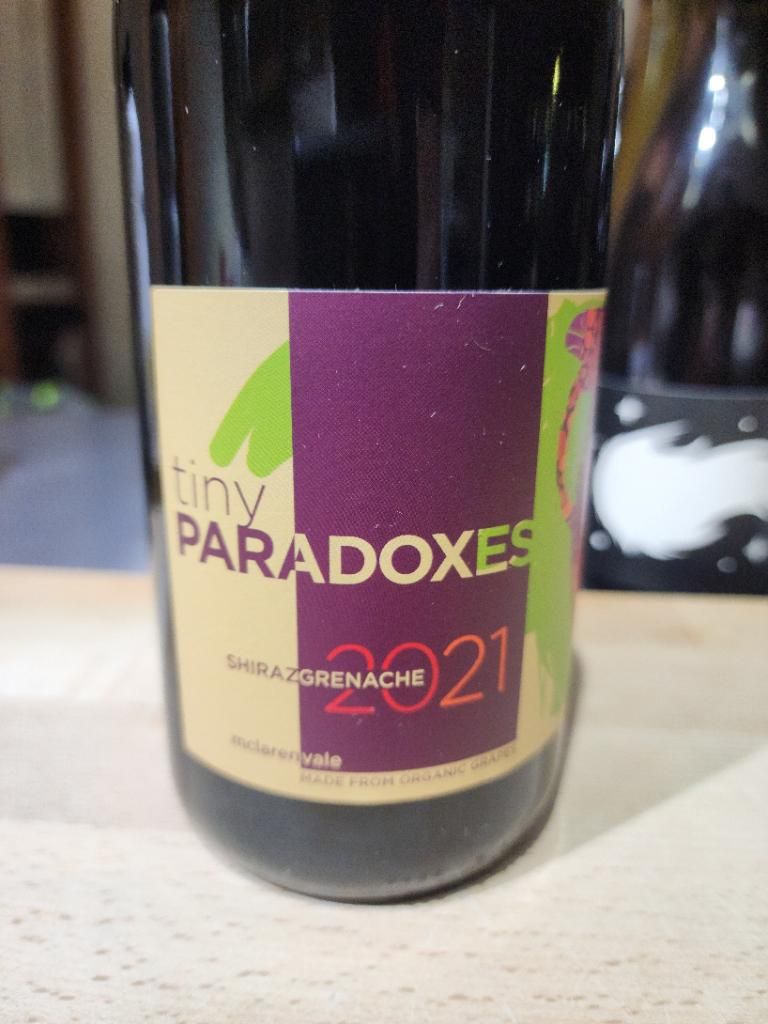 tiny
PARADOXES
2021
SHIRAZGRENACHE
mclarenvale
MADE FROM ORGANIC GRAPES